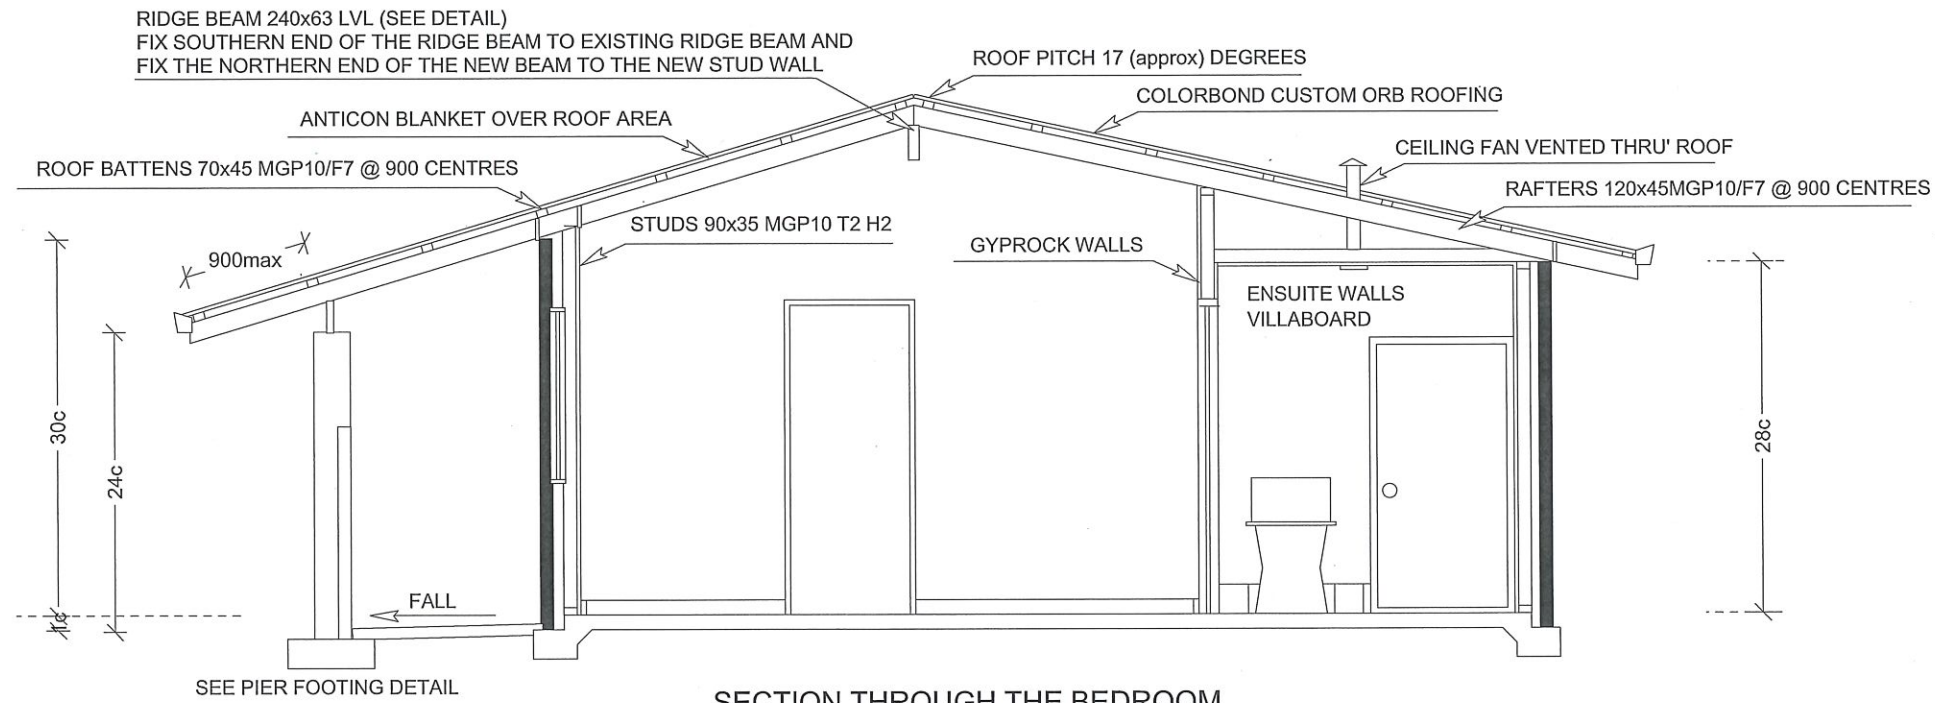 RIDGE BEAM 240x63 LVL (SEE DETAIL)
FIX SOUTHERN END OF THE RIDGE BEAM TO EXISTING RIDGE BEAM AND
FIX THE NORTHERN END OF THE NEW BEAM TO THE NEW STUD WALL
ROOF PITCH 17 (approx) DEGREES
COLORBOND CUSTOM ORB ROOFING
ANTICON BLANKET OVER ROOF AREA
CEILING FAN VENTED THRU' ROOF
ROOF BATTENS 70x45 MGP10/F7 @ 900 CENTRES
RAFTERS 120x45MGP10/F7 @ 900 CENTRES
STUDS 90x35 MGP10 T2 H2
GYPROCK WALLS
900max
ENSUITE WALLS
VILLABOARD
30c
24c
28c
FALL
1c
SEE PIER FOOTING DETAIL
SECTION THROUGH THE BEDROOM